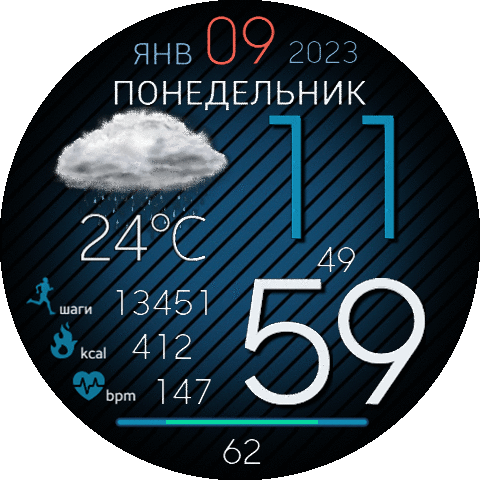 ЯНВ 09 2023
ПОНЕДЕЛЬНИК
11
24°C
49
59
шаги 13451
kcal 412
bpm 147
62